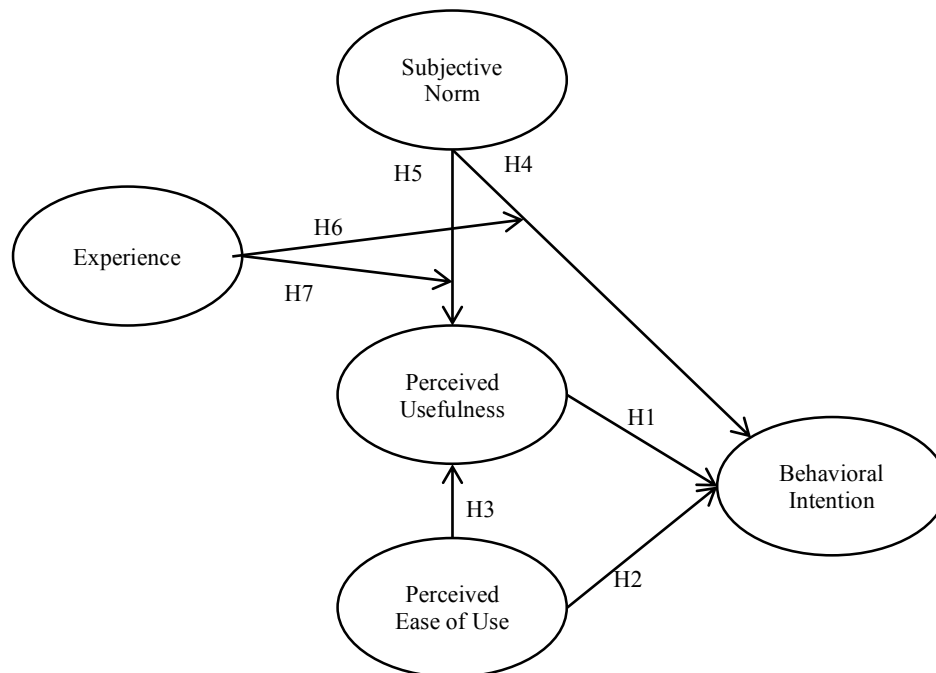 Subjective
Norm
H5
H4
H6
Experience
H7
Perceived
Usefulness
H1
Behavioral
Intention
H3
H2
Perceived
Ease of Use